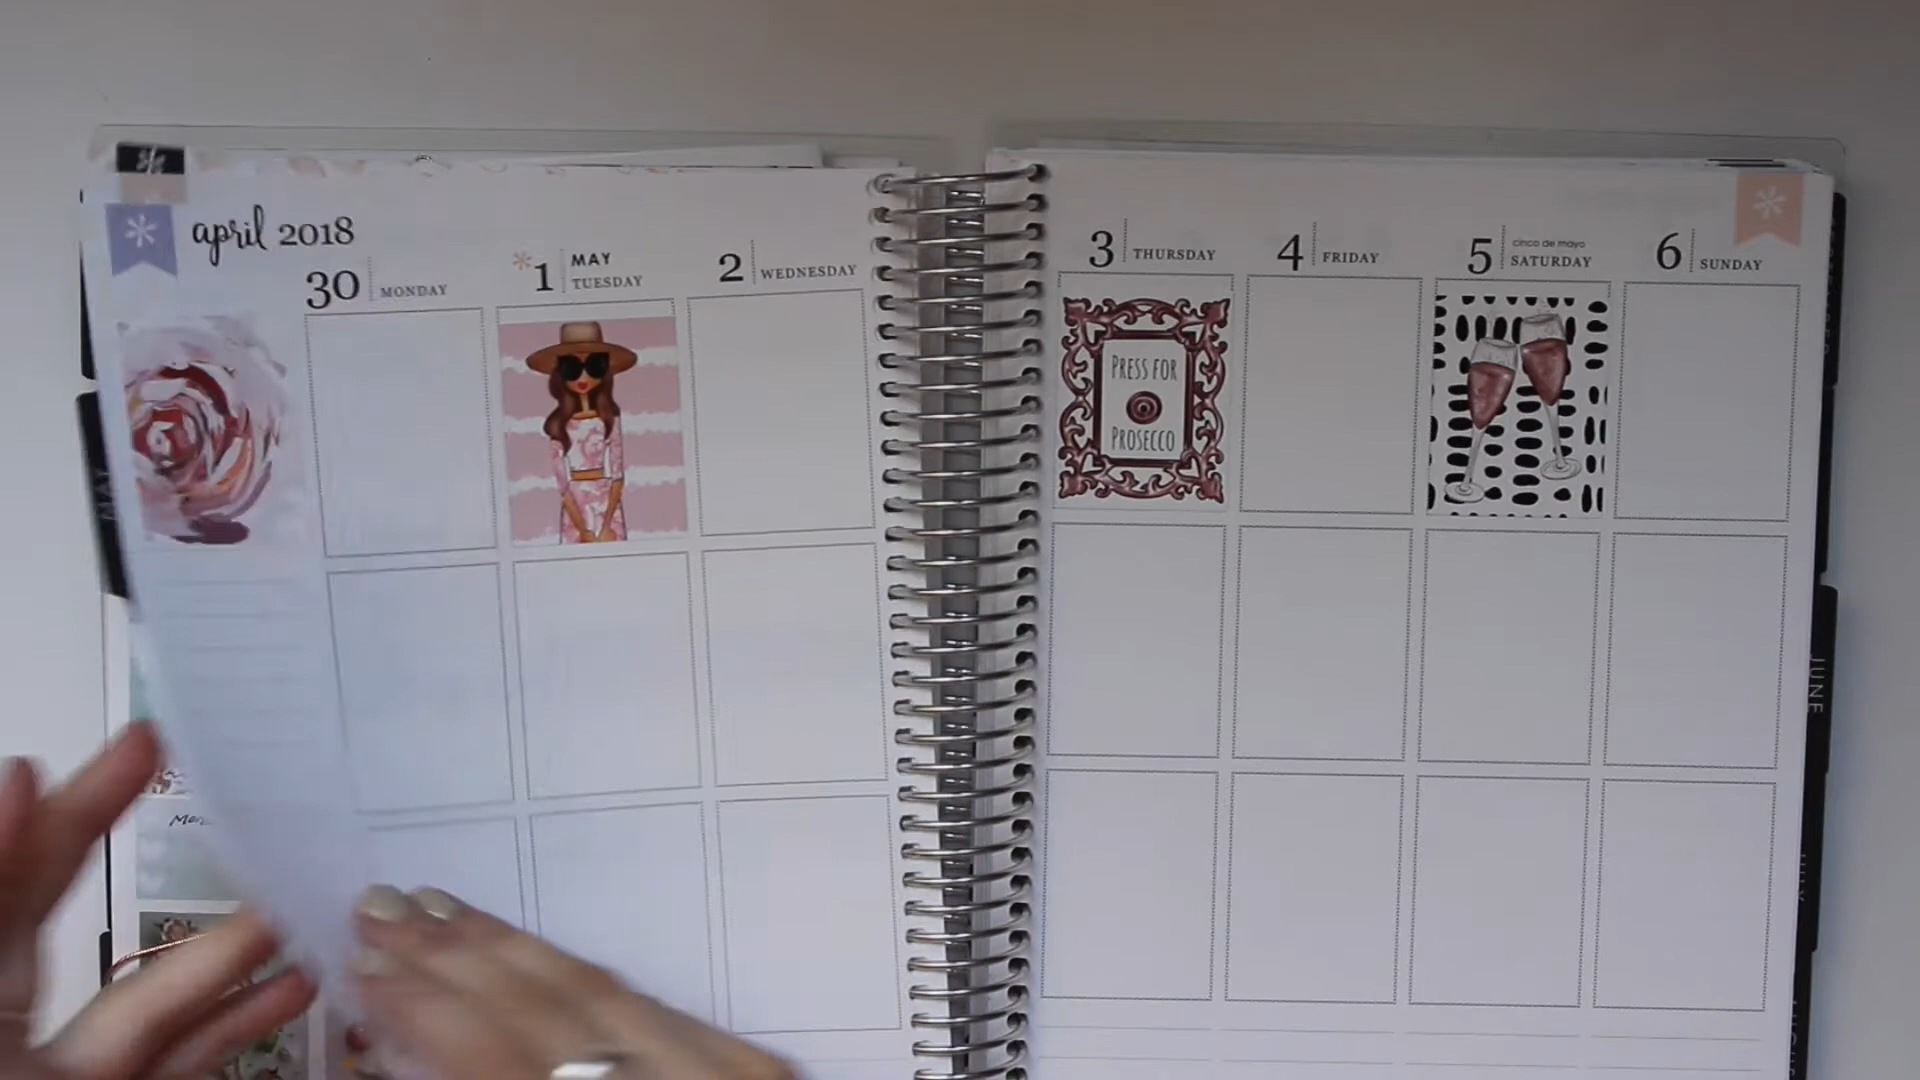 april 2018
30 MONDAY
*1 MAY TUESDAY
2 WEDNESDAY
3 THURSDAY
4 FRIDAY
5 cinco de mayo SATURDAY
6 SUNDAY
PRESS FOR
PROSECCO
JUNE